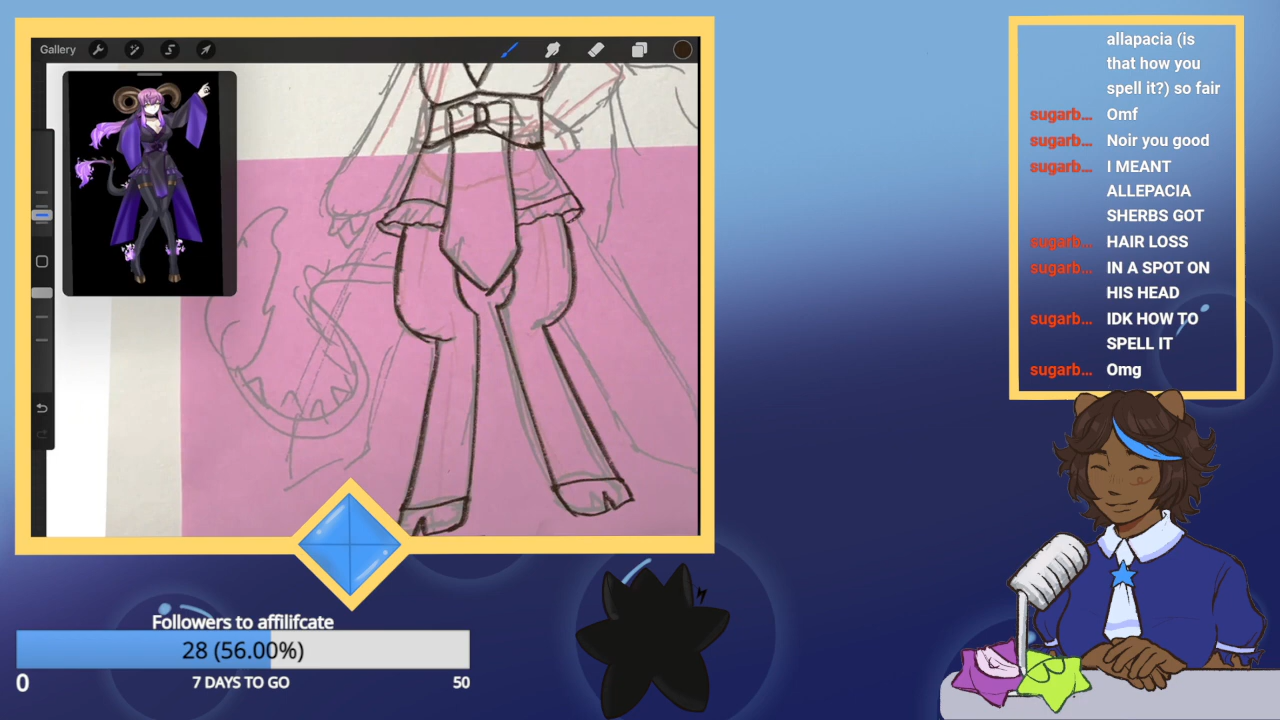 Gallery
allapacia (is
that how you
spell it?) so fair
sugarb... Omf
sugarb... Noir you good
sugarb... I MEANT
ALLEPACIA
SHERBS GOT
sugarb... HAIR LOSS
sugarb... IN A SPOT ON
HIS HEAD
sugarb... IDK HOW TO
SPELL IT
sugarb... Omg
Followers to affilifcate
28 (56.00%)
0 7 DAYS TO GO 50